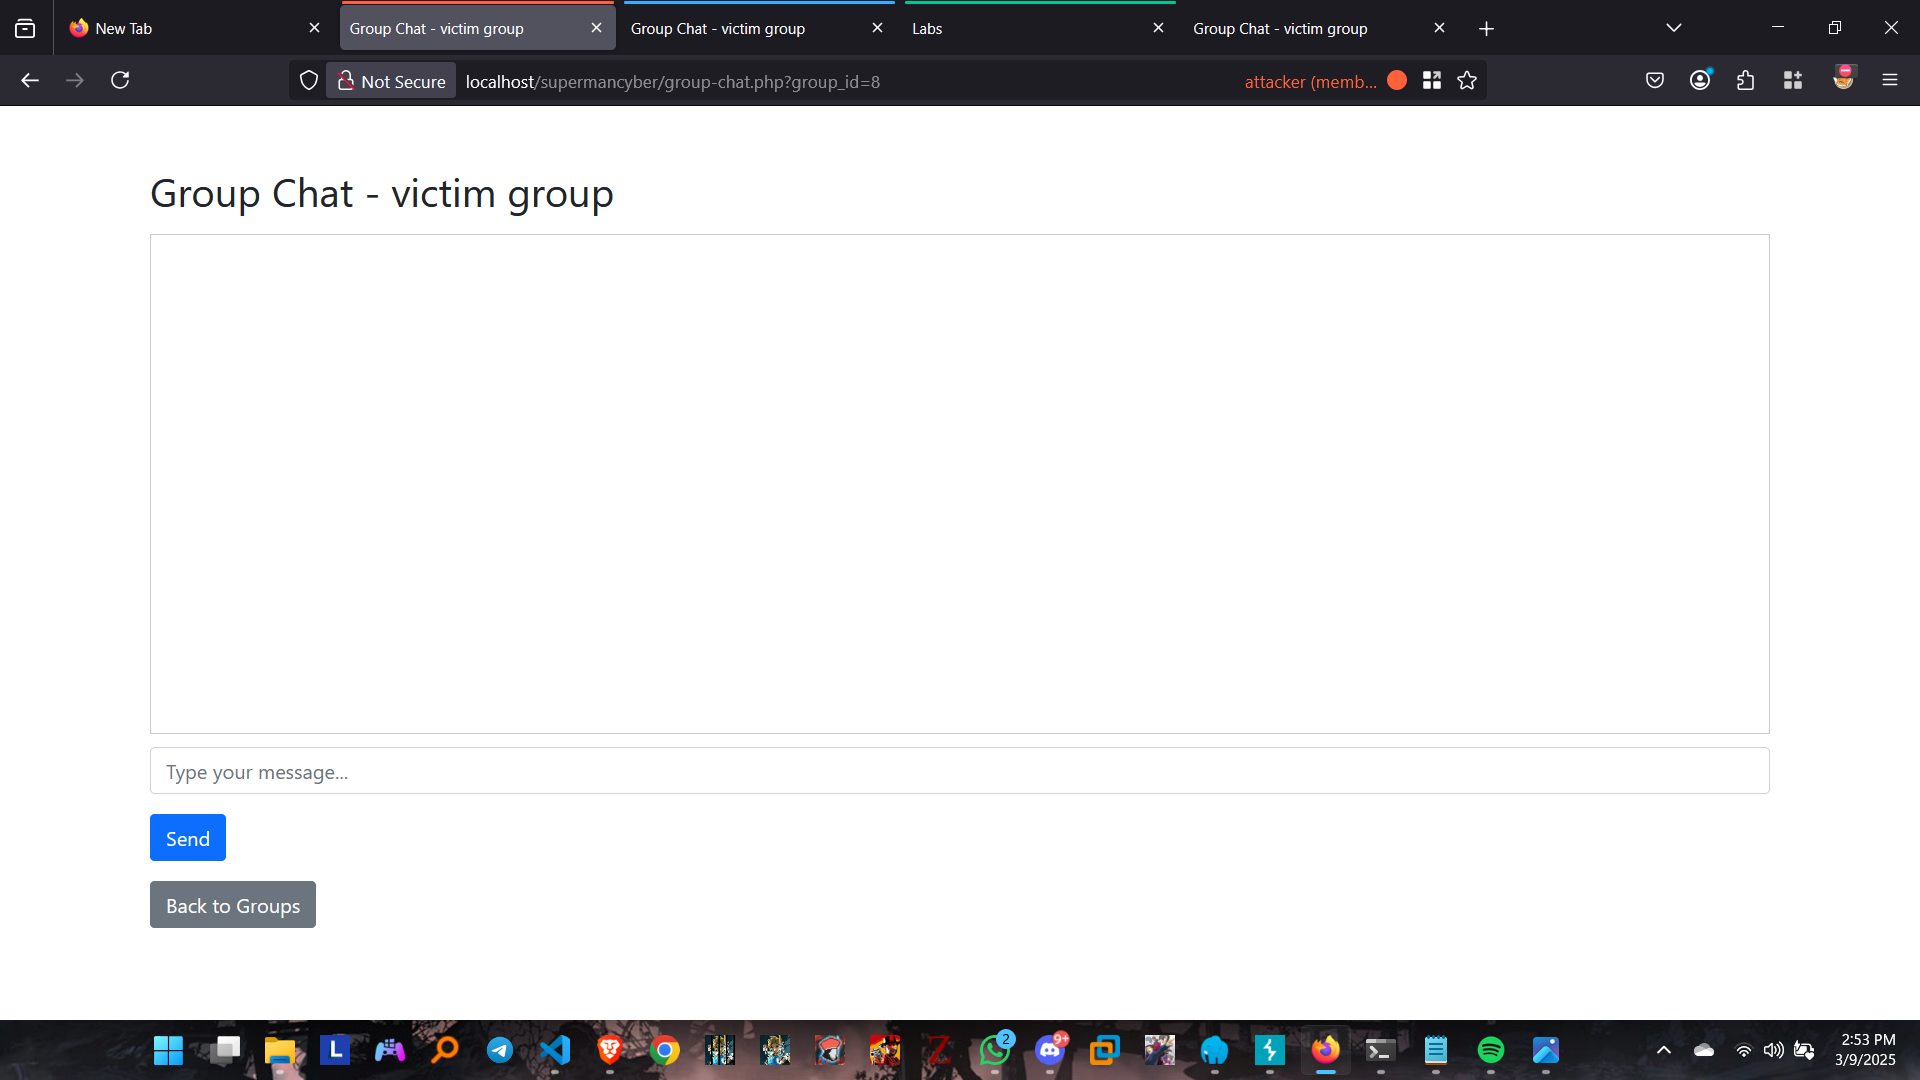 New Tab
Group Chat - victim group
Group Chat - victim group
Labs
Group Chat - victim group
Not Secure
localhost/supermancyber/group-chat.php?group_id=8
attacker (memb...
Group Chat - victim group
Type your message...
Send
Back to Groups
L
Z
2
9+
2:53 PM
3/9/2025